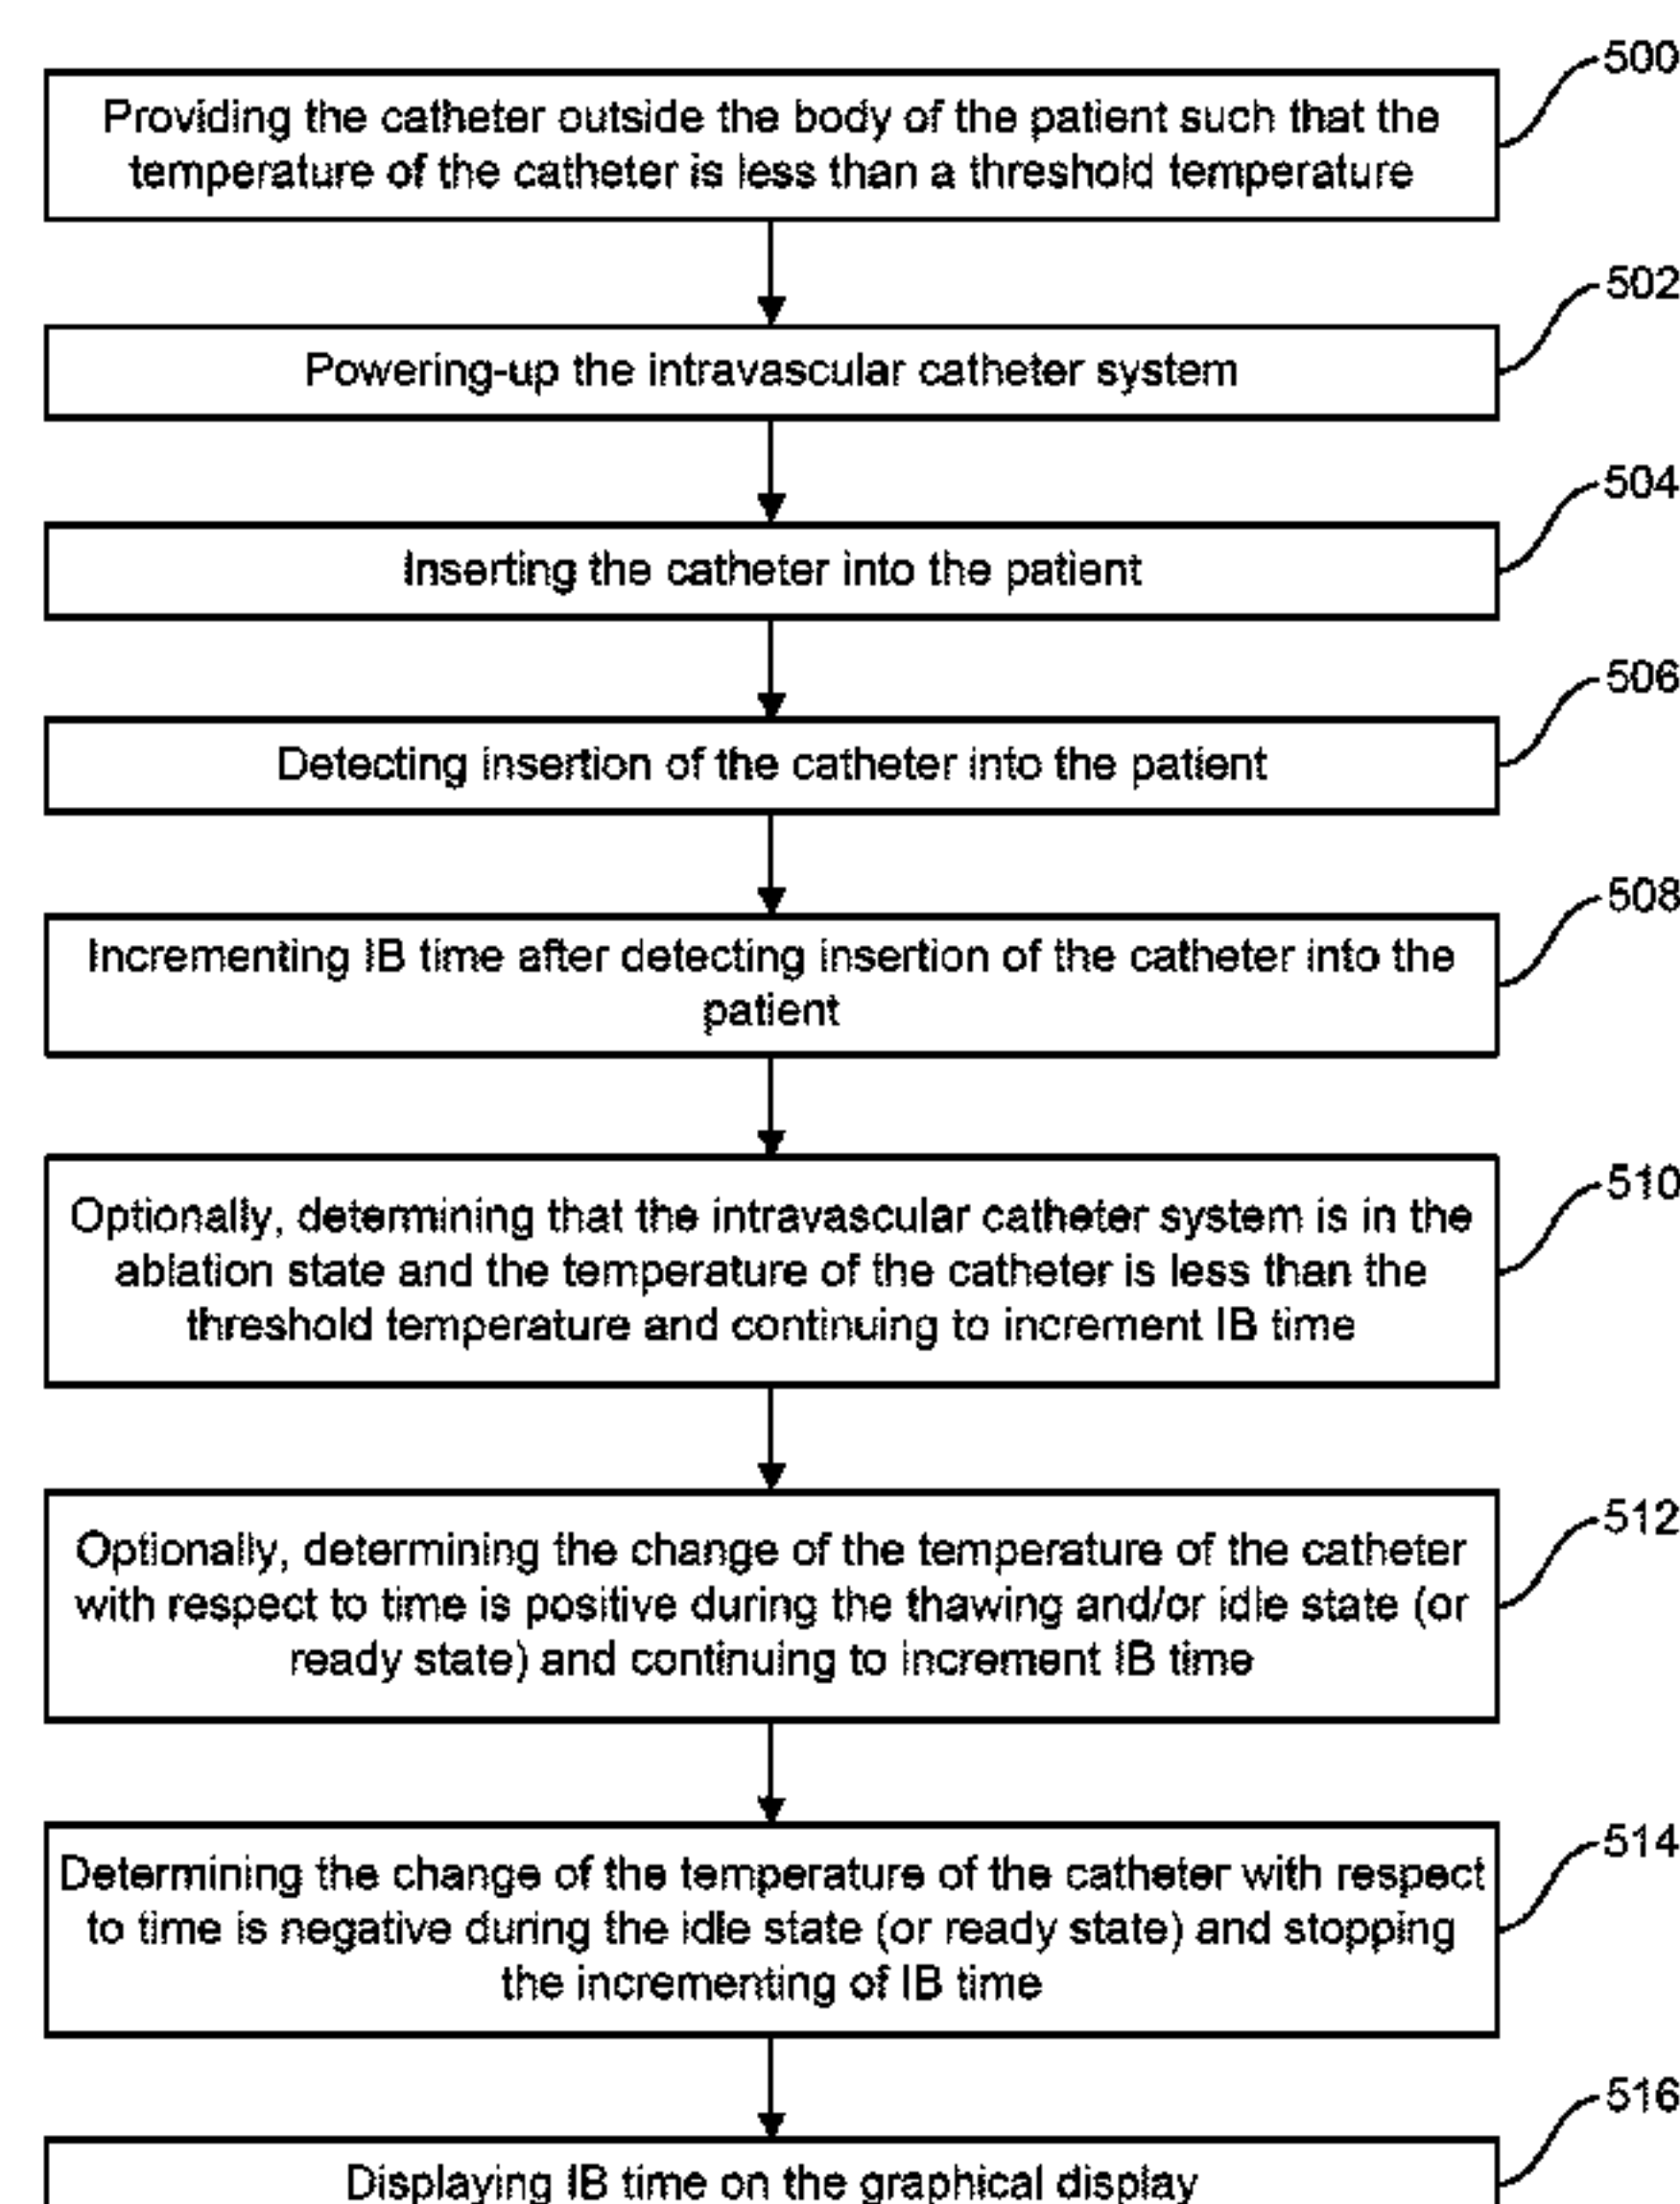 500
Providing the catheter outside the body of the patient such that the
temperature of the catheter is less than a threshold temperature
502
Powering-up the intravascular catheter system
504
Inserting the catheter into the patient
506
Detecting insertion of the catheter into the patient
508
Incrementing IB time after detecting insertion of the catheter into the
patient
510
Optionally, determining that the intravascular catheter system is in the
ablation state and the temperature of the catheter is less than the
threshold temperature and continuing to increment IB time
512
Optionally, determining the change of the temperature of the catheter
with respect to time is positive during the thawing and/or idle state (or
ready state) and continuing to increment IB time
514
Determining the change of the temperature of the catheter with respect
to time is negative during the idle state (or ready state) and stopping
the incrementing of IB time
516
Displaying IB time on the graphical display